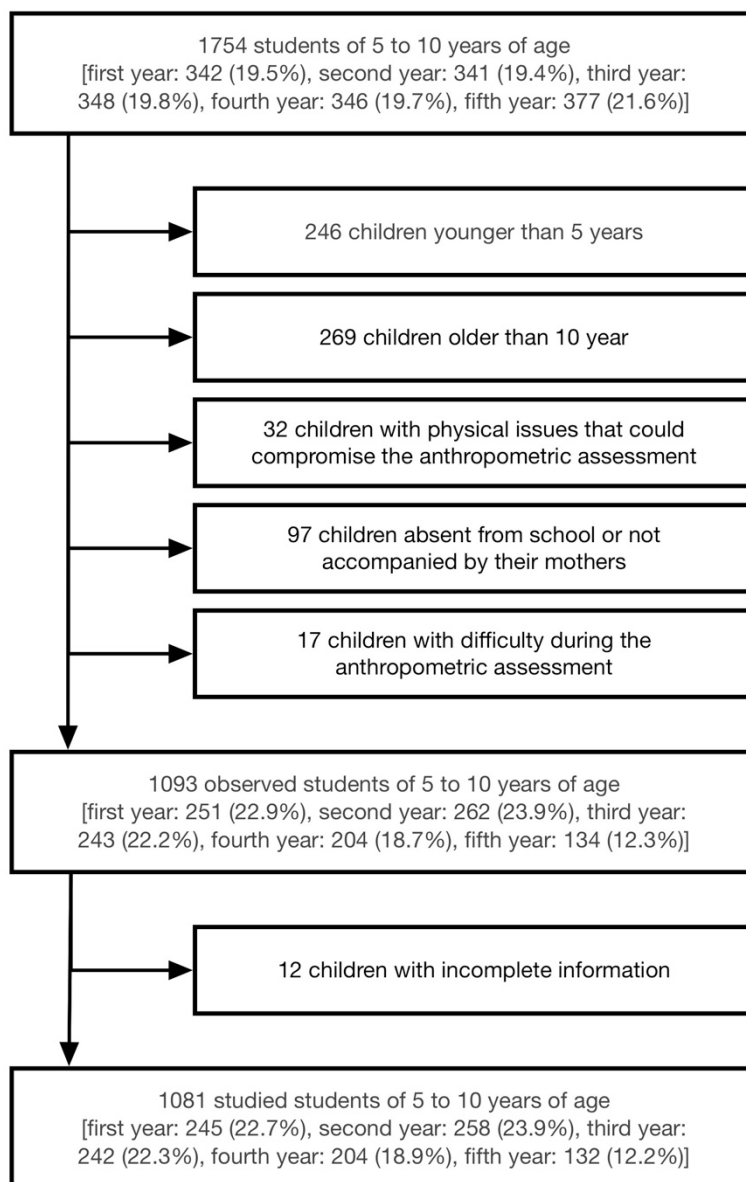 1754 students of 5 to 10 years of age
[first year: 342 (19.5%), second year: 341 (19.4%), third year:
348 (19.8%), fourth year: 346 (19.7%), fifth year: 377 (21.6%)]
246 children younger than 5 years
269 children older than 10 year
32 children with physical issues that could
compromise the anthropometric assessment
97 children absent from school or not
accompanied by their mothers
17 children with difficulty during the
anthropometric assessment
1093 observed students of 5 to 10 years of age
[first year: 251 (22.9%), second year: 262 (23.9%), third year:
243 (22.2%), fourth year: 204 (18.7%), fifth year: 134 (12.3%)]
12 children with incomplete information
1081 studied students of 5 to 10 years of age
[first year: 245 (22.7%), second year: 258 (23.9%), third year:
242 (22.3%), fourth year: 204 (18.9%), fifth year: 132 (12.2%)]